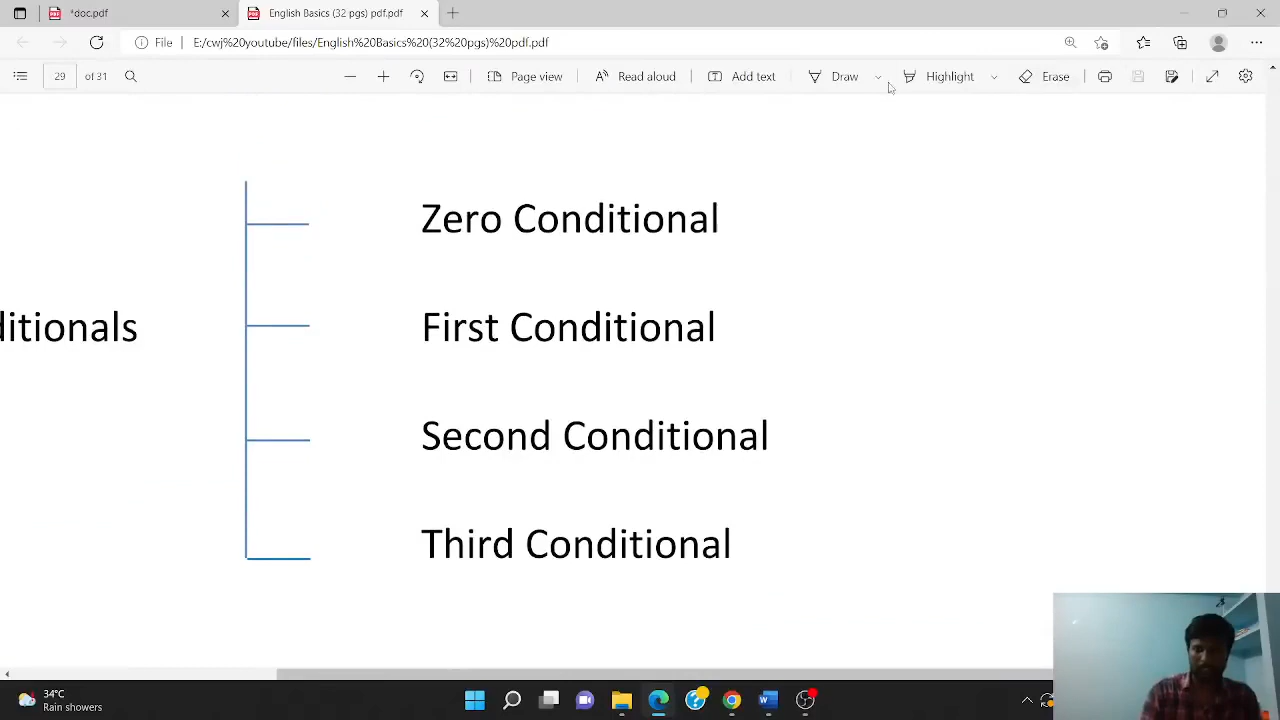 *doc.pdf
English Basics (32 pgs) pdf.pdf
File
E:/cwj%20youtube/files/English%20Basics%20(32%20pgs)%20pdf.pdf
29 of 31
Page view
Read aloud
Add text
Draw
Highlight
Erase
Zero Conditional
ditionals
First Conditional
Second Conditional
Third Conditional
34°C
Rain showers